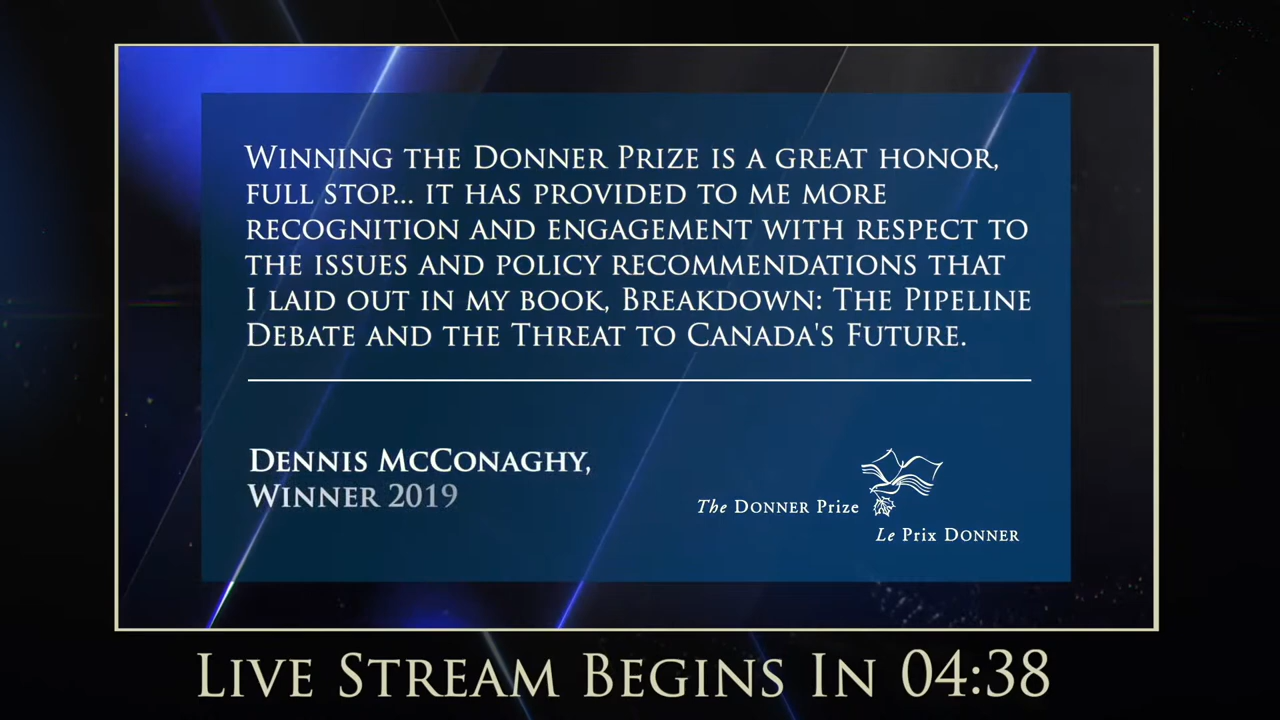 WINNING THE DONNER PRIZE IS A GREAT HONOR,
FULL STOP... IT HAS PROVIDED TO ME MORE
RECOGNITION AND ENGAGEMENT WITH RESPECT TO
THE ISSUES AND POLICY RECOMMENDATIONS THAT
I LAID OUT IN MY BOOK, BREAKDOWN: THE PIPELINE
DEBATE AND THE THREAT TO CANADA'S FUTURE.
DENNIS MCCONAGHY,
WINNER 2019
The DONNER Prize
Le Prix DONNER
LIVE STREAM BEGINS IN 04:38